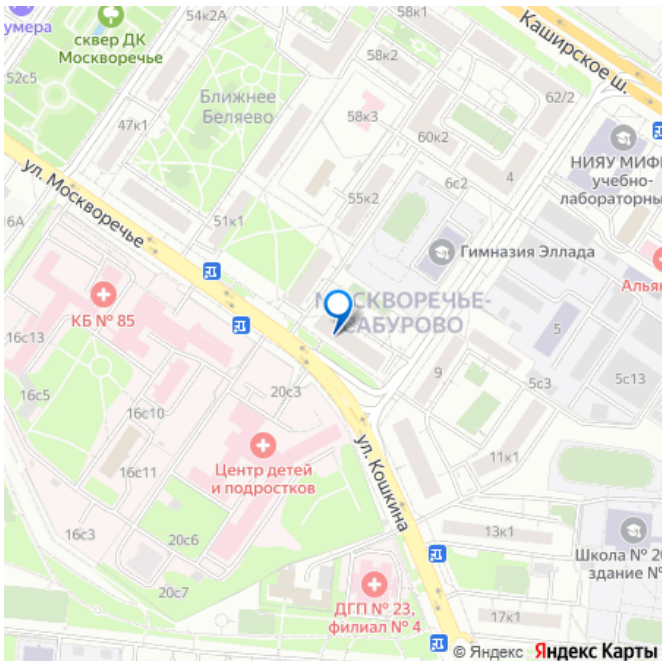 54к2А
58к1
умера
сквер ДК
Москворечье
Каширское ш.
52с5
58к2
Ближнее
Беляево
62/2
47к1
58к3
60к2
НИЯУ МИФИ
учебно-
лабораторны
4
6с2
ул. Москворечье
55к2
16А
51к1
Гимназия Эллада
Алья
КБ № 85
МОСКВОРЕЧЬЕ-
САБУРОВО
16с13
5
9
5с3
5с13
16с5
20с3
16с10
ул. Кошкина
Центр детей
и подростков
16с11
11к1
16с3
20с6
13к1
Школа № 20
здание №
20с7
ДГП № 23,
филиал № 4
17к1
© Яндекс Яндекс Карты